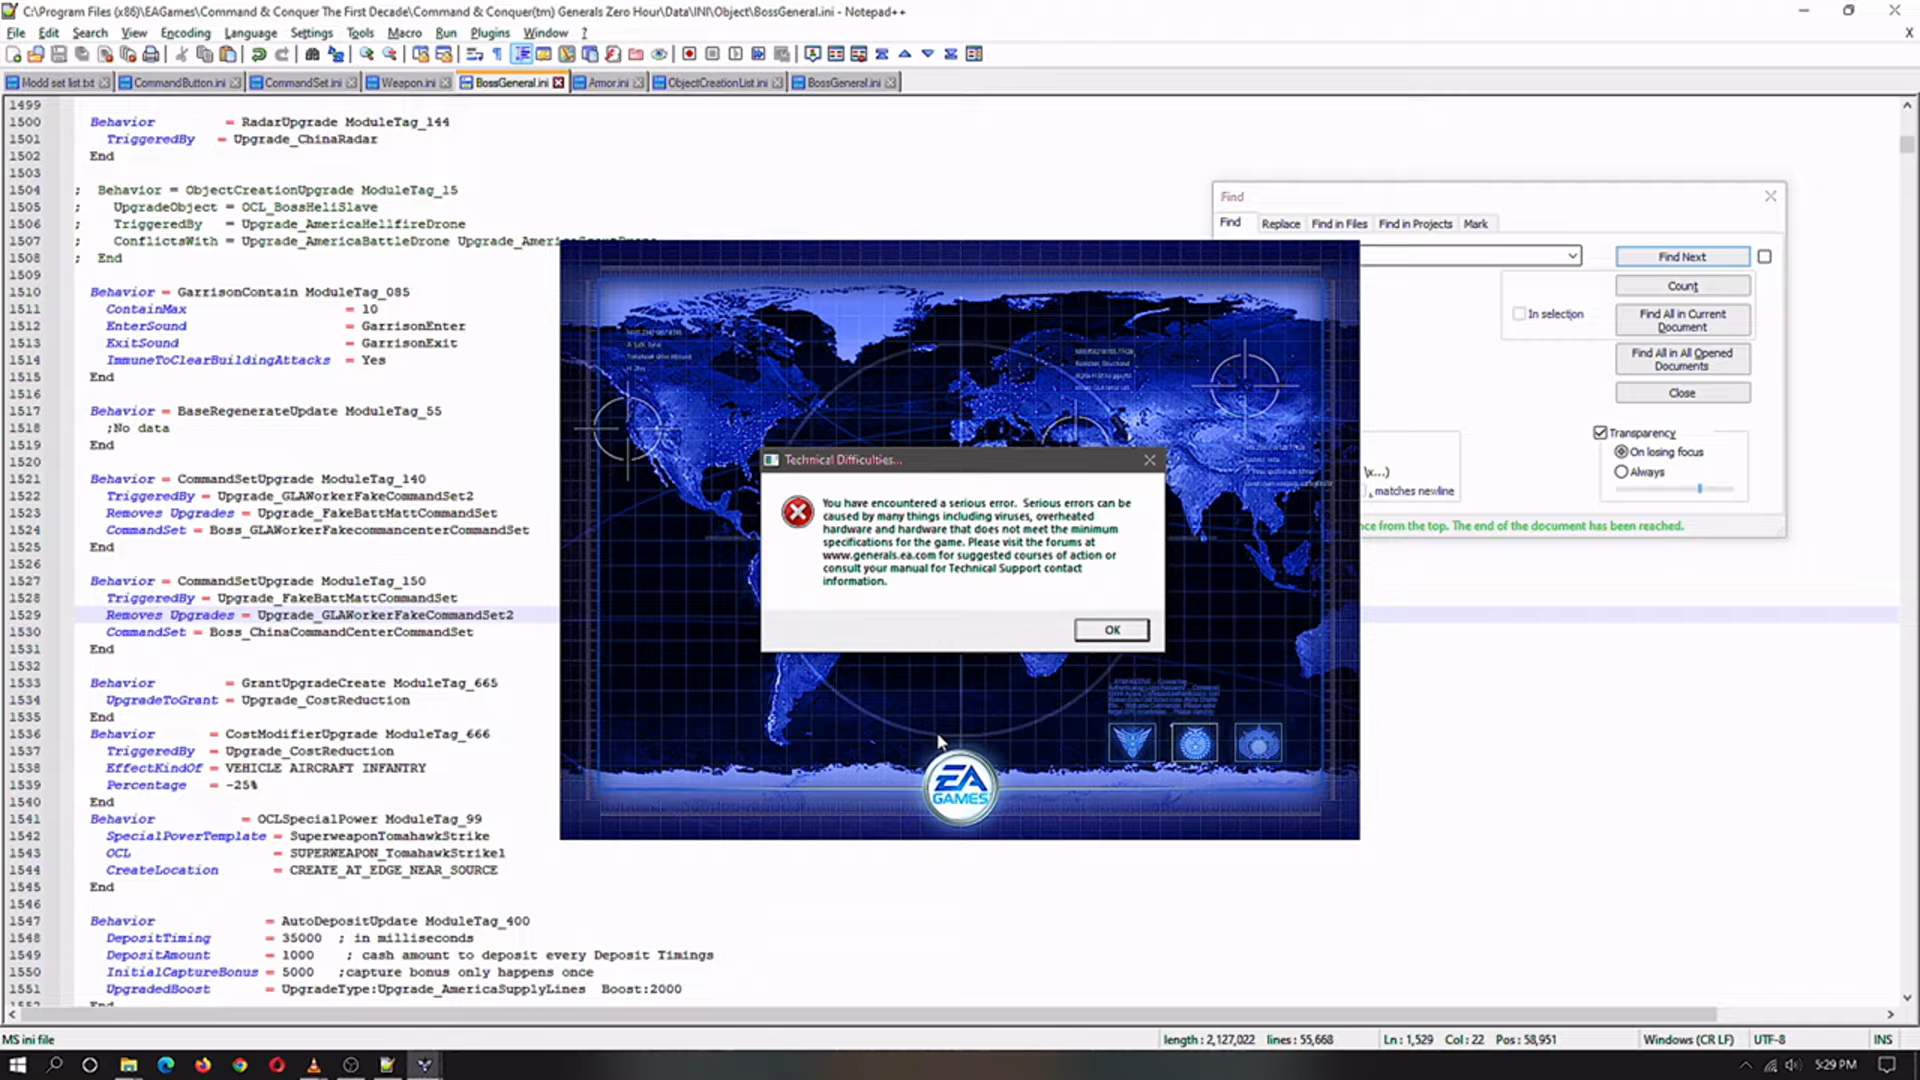 C:\Program Files (x86)\EAGames\Command & Conquer The First Decade\Command & Conquer(tm) Generals Zero Hour\Data\INI\Object\BossGeneral.ini - Notepad++
File Edit Search View Encoding Language Settings Tools Macro Run Plugins Window ? X
Modd set list.txt CommandButton.ini CommandSet.ini Weapon.ini BossGeneral.ini Armor.ini ObjectCreationList.ini BossGeneral.ini
1499
1500 Behavior = RadarUpgrade ModuleTag_144
1501 TriggeredBy = Upgrade_ChinaRadar
1502 End
1503
1504 ; Behavior = ObjectCreationUpgrade ModuleTag_15
1505 ; UpgradeObject = OCL_BossHeliSlave
1506 ; TriggeredBy = Upgrade_AmericaHellfireDrone
1507 ; ConflictsWith = Upgrade_AmericaBattleDrone
1508 ; End
1509
1510 Behavior = GarrisonContain ModuleTag_085
1511 ContainMax = 10
1512 EnterSound = GarrisonEnter
1513 ExitSound = GarrisonExit
1514 ImmuneToClearBuildingAttacks = Yes
1515 End
1516
1517 Behavior = BaseRegenerateUpdate ModuleTag_55
1518 ;No data
1519 End
1520
1521 Behavior = CommandSetUpgrade ModuleTag_140
1522 TriggeredBy = Upgrade_GLAWorkerFakeCommandSet2
1523 Removes Upgrades = Upgrade_FakeBattMattCommandSet
1524 CommandSet = Boss_GLAWorkerFakecommancenterCommandSet
1525 End
1526
1527 Behavior = CommandSetUpgrade ModuleTag_150
1528 TriggeredBy = Upgrade_FakeBattMattCommandSet
1529 Removes Upgrades = Upgrade_GLAWorkerFakeCommandSet2
1530 CommandSet = Boss_ChinaCommandCenterCommandSet
1531 End
1532
1533 Behavior = GrantUpgradeCreate ModuleTag_665
1534 UpgradeToGrant = Upgrade_CostReduction
1535 End
1536 Behavior = CostModifierUpgrade ModuleTag_666
1537 TriggeredBy = Upgrade_CostReduction
1538 EffectKindOf = VEHICLE AIRCRAFT INFANTRY
1539 Percentage = -25%
1540 End
1541 Behavior = OCLSpecialPower ModuleTag_99
1542 SpecialPowerTemplate = SuperweaponTomahawkStrike
1543 OCL = SUPERWEAPON_TomahawkStrike1
1544 CreateLocation = CREATE_AT_EDGE_NEAR_SOURCE
1545 End
1546
1547 Behavior = AutoDepositUpdate ModuleTag_400
1548 DepositTiming = 35000 ; in milliseconds
1549 DepositAmount = 1000 ; cash amount to deposit every Deposit Timings
1550 InitialCaptureBonus = 5000 ;capture bonus only happens once
1551 UpgradedBoost = UpgradeType:Upgrade_AmericaSupplyLines Boost:2000
1552 End
Find
Find Replace Find in Files Find in Projects Mark
Find Next
Count
In selection
Find All in Current
Document
Find All in All Opened
Documents
Close
Transparency
On losing focus
Always
\x...)
. matches newline
nce from the top. The end of the document has been reached.
Technical Difficulties...
You have encountered a serious error. Serious errors can be
caused by many things including viruses, overheated
hardware and hardware that does not meet the minimum
specifications for the game. Please visit the forums at
www.generals.ea.com for suggested courses of action or
consult your manual for Technical Support contact
information.
OK
EA
GAMES
MS ini file
length : 2,127,022 lines : 55,668
Ln : 1,529 Col : 22 Pos : 58,951
Windows (CR LF) UTF-8 INS
5:29 PM